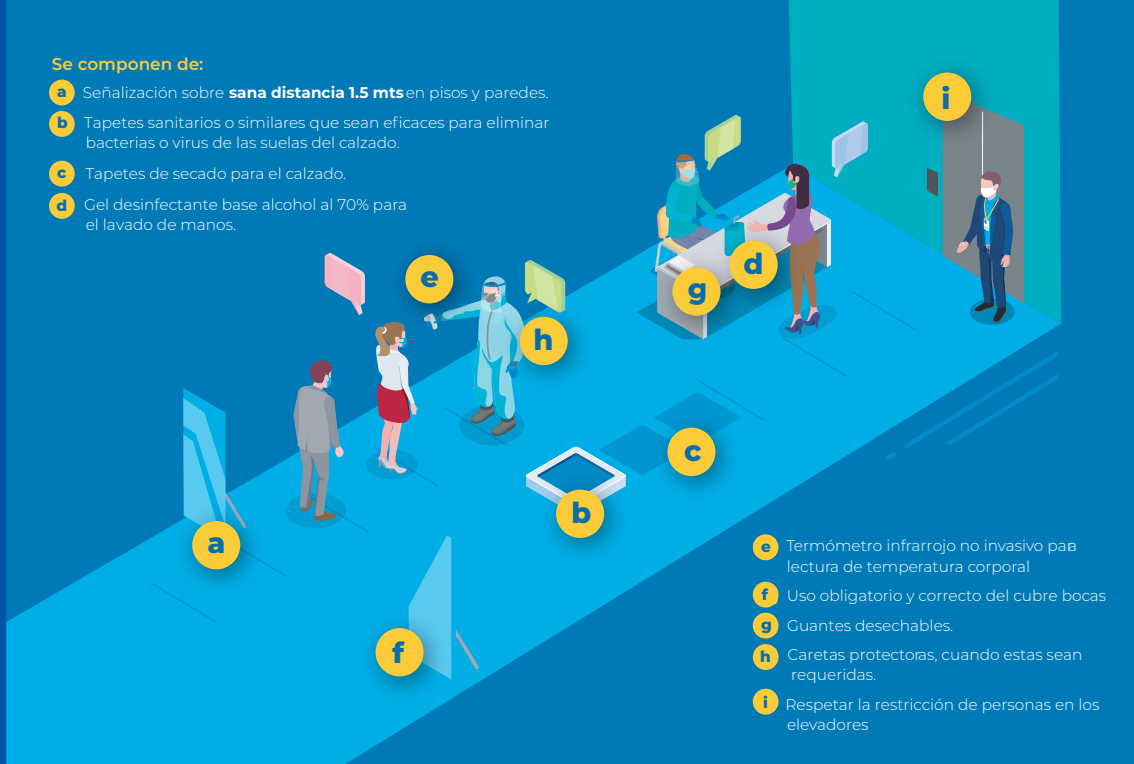 Se componen de:
a Señalización sobre sana distancia 1.5 mts en pisos y paredes.
b Tapetes sanitarios o similares que sean eficaces para eliminar
bacterias o virus de las suelas del calzado.
c Tapetes de secado para el calzado.
d Gel desinfectante base alcohol al 70% para
el lavado de manos.
i
e
h
d
g
c
b
a
f
e Termómetro infrarrojo no invasivo para
lectura de temperatura corporal
f Uso obligatorio y correcto del cubre bocas
g Guantes desechables.
h Caretas protectoras, cuando estas sean
requeridas.
i Respetar la restricción de personas en los
elevadores